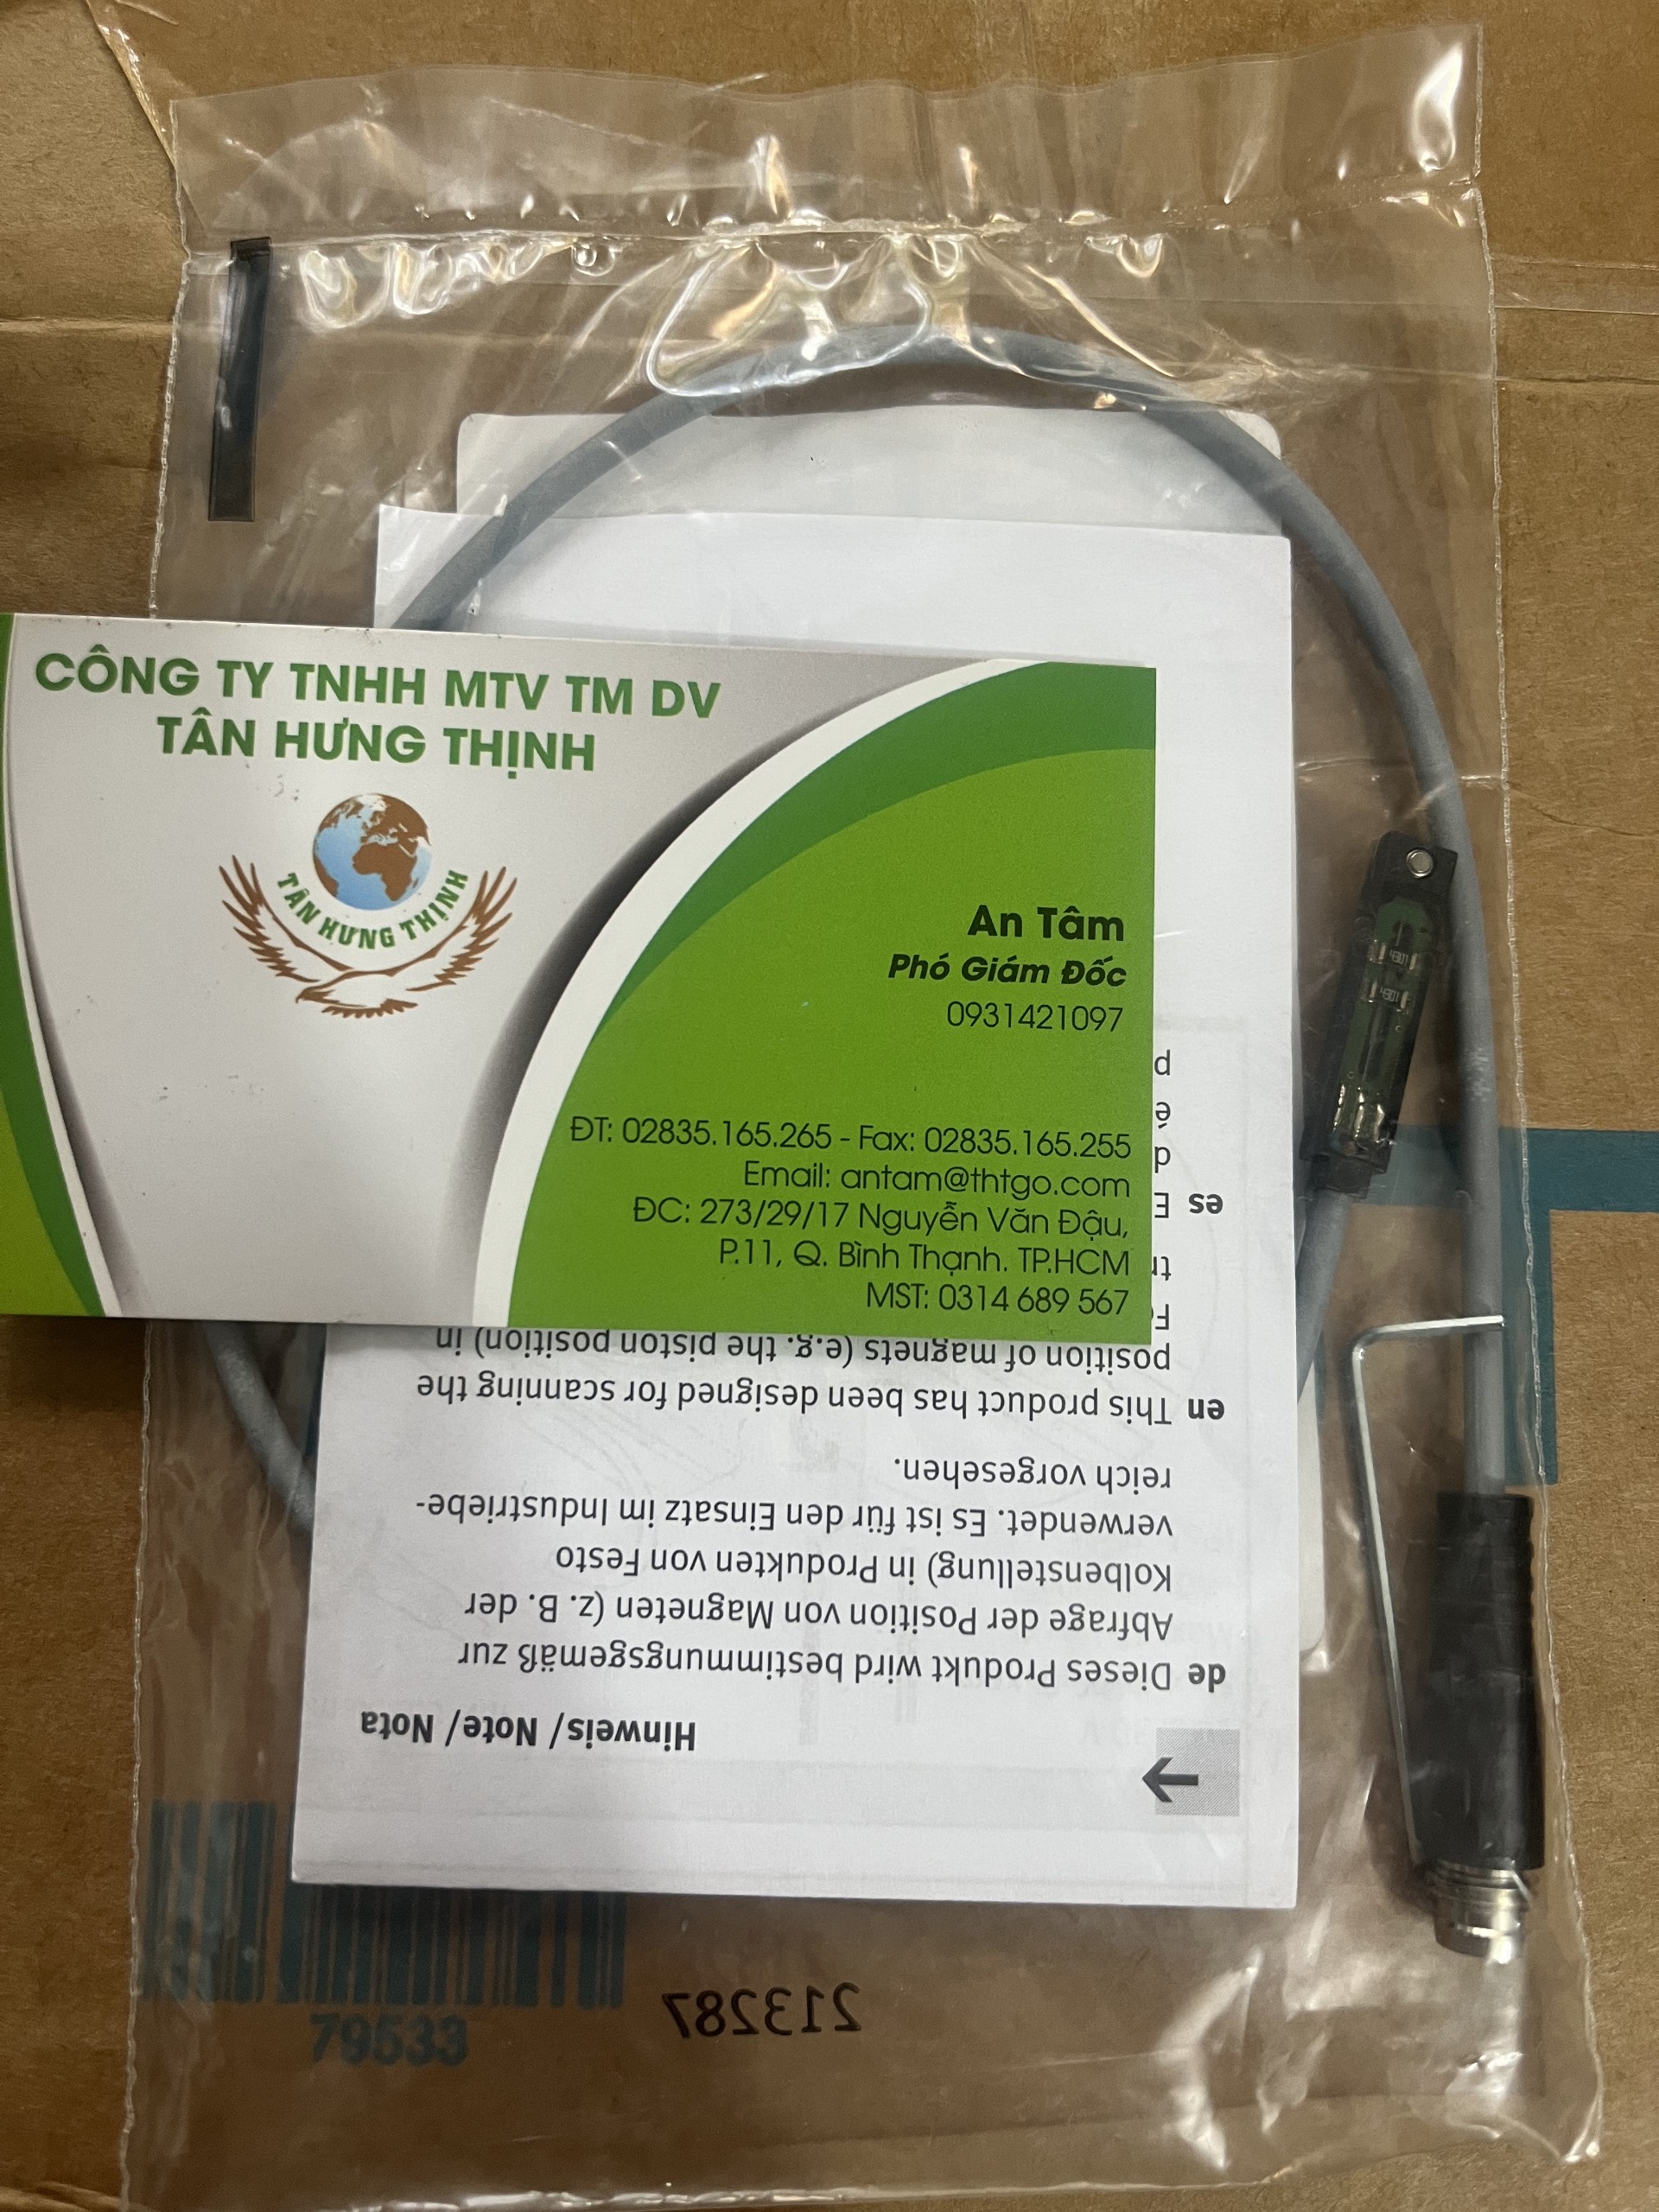 CÔNG TY TNHH MTV TM DV
TÂN HƯNG THỊNH
TÂN HƯNG THỊNH
An Tâm
Phó Giám Đốc
0931421097
ĐT: 02835.165.265 - Fax: 02835.165.255
Email: antam@thtgo.com
ĐC: 273/29/17 Nguyễn Văn Đậu,
P.11, Q. Bình Thạnh. TP.HCM
MST: 0314 689 567
Hinweis/ Note/ Nota
de Dieses Produkt wird bestimmungsgemäß zur
Abfrage der Position von Magneten (z. B. der
Kolbenstellung) in Produkten von Festo
verwendet. Es ist für den Einsatz im Industriebe-
reich vorgesehen.
en This product has been designed for scanning the
position of magnets (e.g. the piston position) in
F
tr
es E
d
é
p
79533
213287